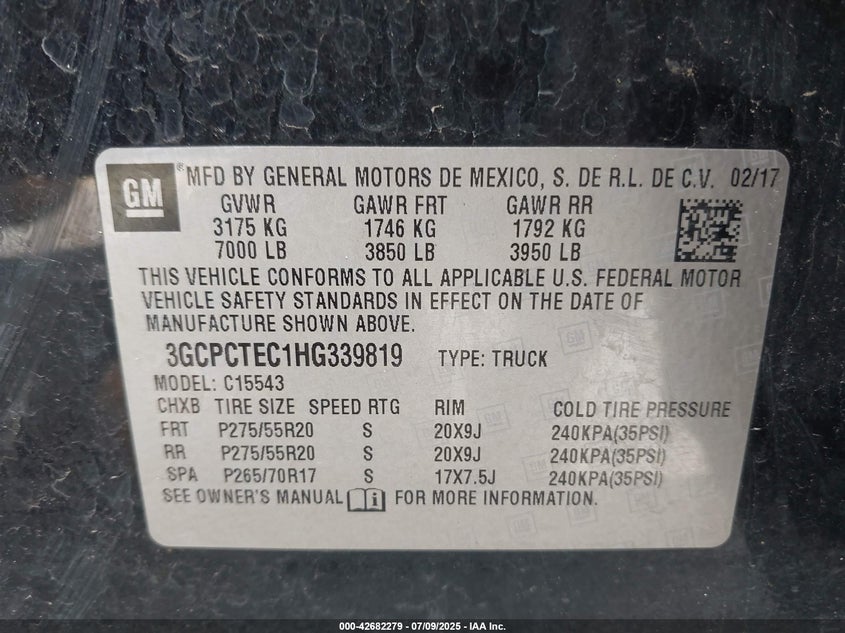 GM ® MFD BY GENERAL MOTORS DE MEXICO, S. DE R.L. DE C.V. 02/17
GVWR GAWR FRT GAWR RR
3175 KG 1746 KG 1792 KG
7000 LB 3850 LB 3950 LB
THIS VEHICLE CONFORMS TO ALL APPLICABLE U.S. FEDERAL MOTOR
VEHICLE SAFETY STANDARDS IN EFFECT ON THE DATE OF
MANUFACTURE SHOWN ABOVE.
3GCPCTEC1HG339819 TYPE: TRUCK
MODEL: C15543
CHXB TIRE SIZE SPEED RTG RIM COLD TIRE PRESSURE
FRT P275/55R20 S 20X9J 240KPA(35PSI)
RR P275/55R20 S 20X9J 240KPA(35PSI)
SPA P265/70R17 S 17X7.5J 240KPA(35PSI)
SEE OWNER'S MANUAL i FOR MORE INFORMATION.
000-42682279 / 07/09/2025 - IAA Inc.